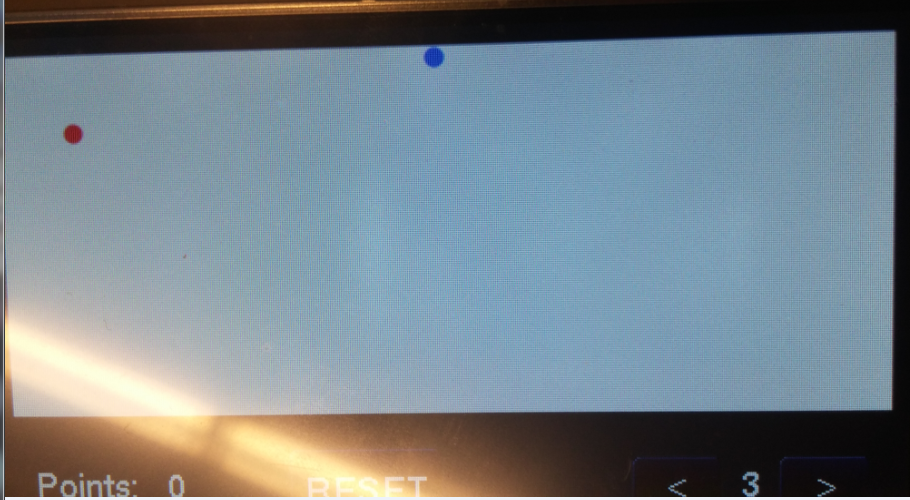 Points: 0 RESET < 3 >